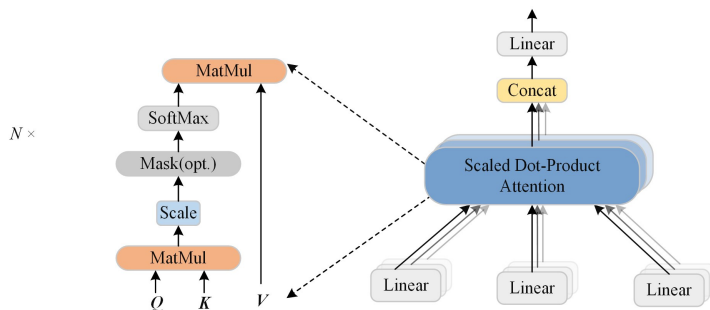 N ×
MatMul
SoftMax
Mask(opt.)
Scale
MatMul
Q K V
Linear
Concat
Scaled Dot-Product
Attention
Linear Linear Linear